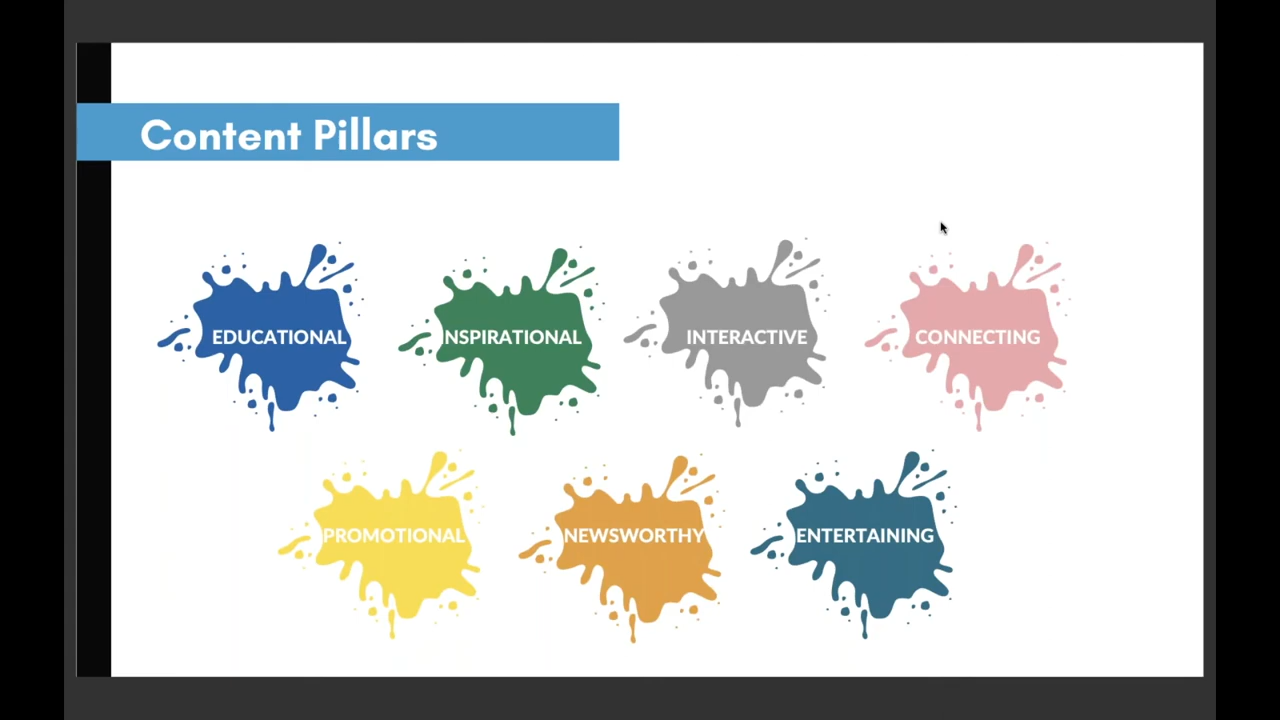 Content Pillars
EDUCATIONAL
INSPIRATIONAL
INTERACTIVE
CONNECTING
PROMOTIONAL
NEWSWORTHY
ENTERTAINING